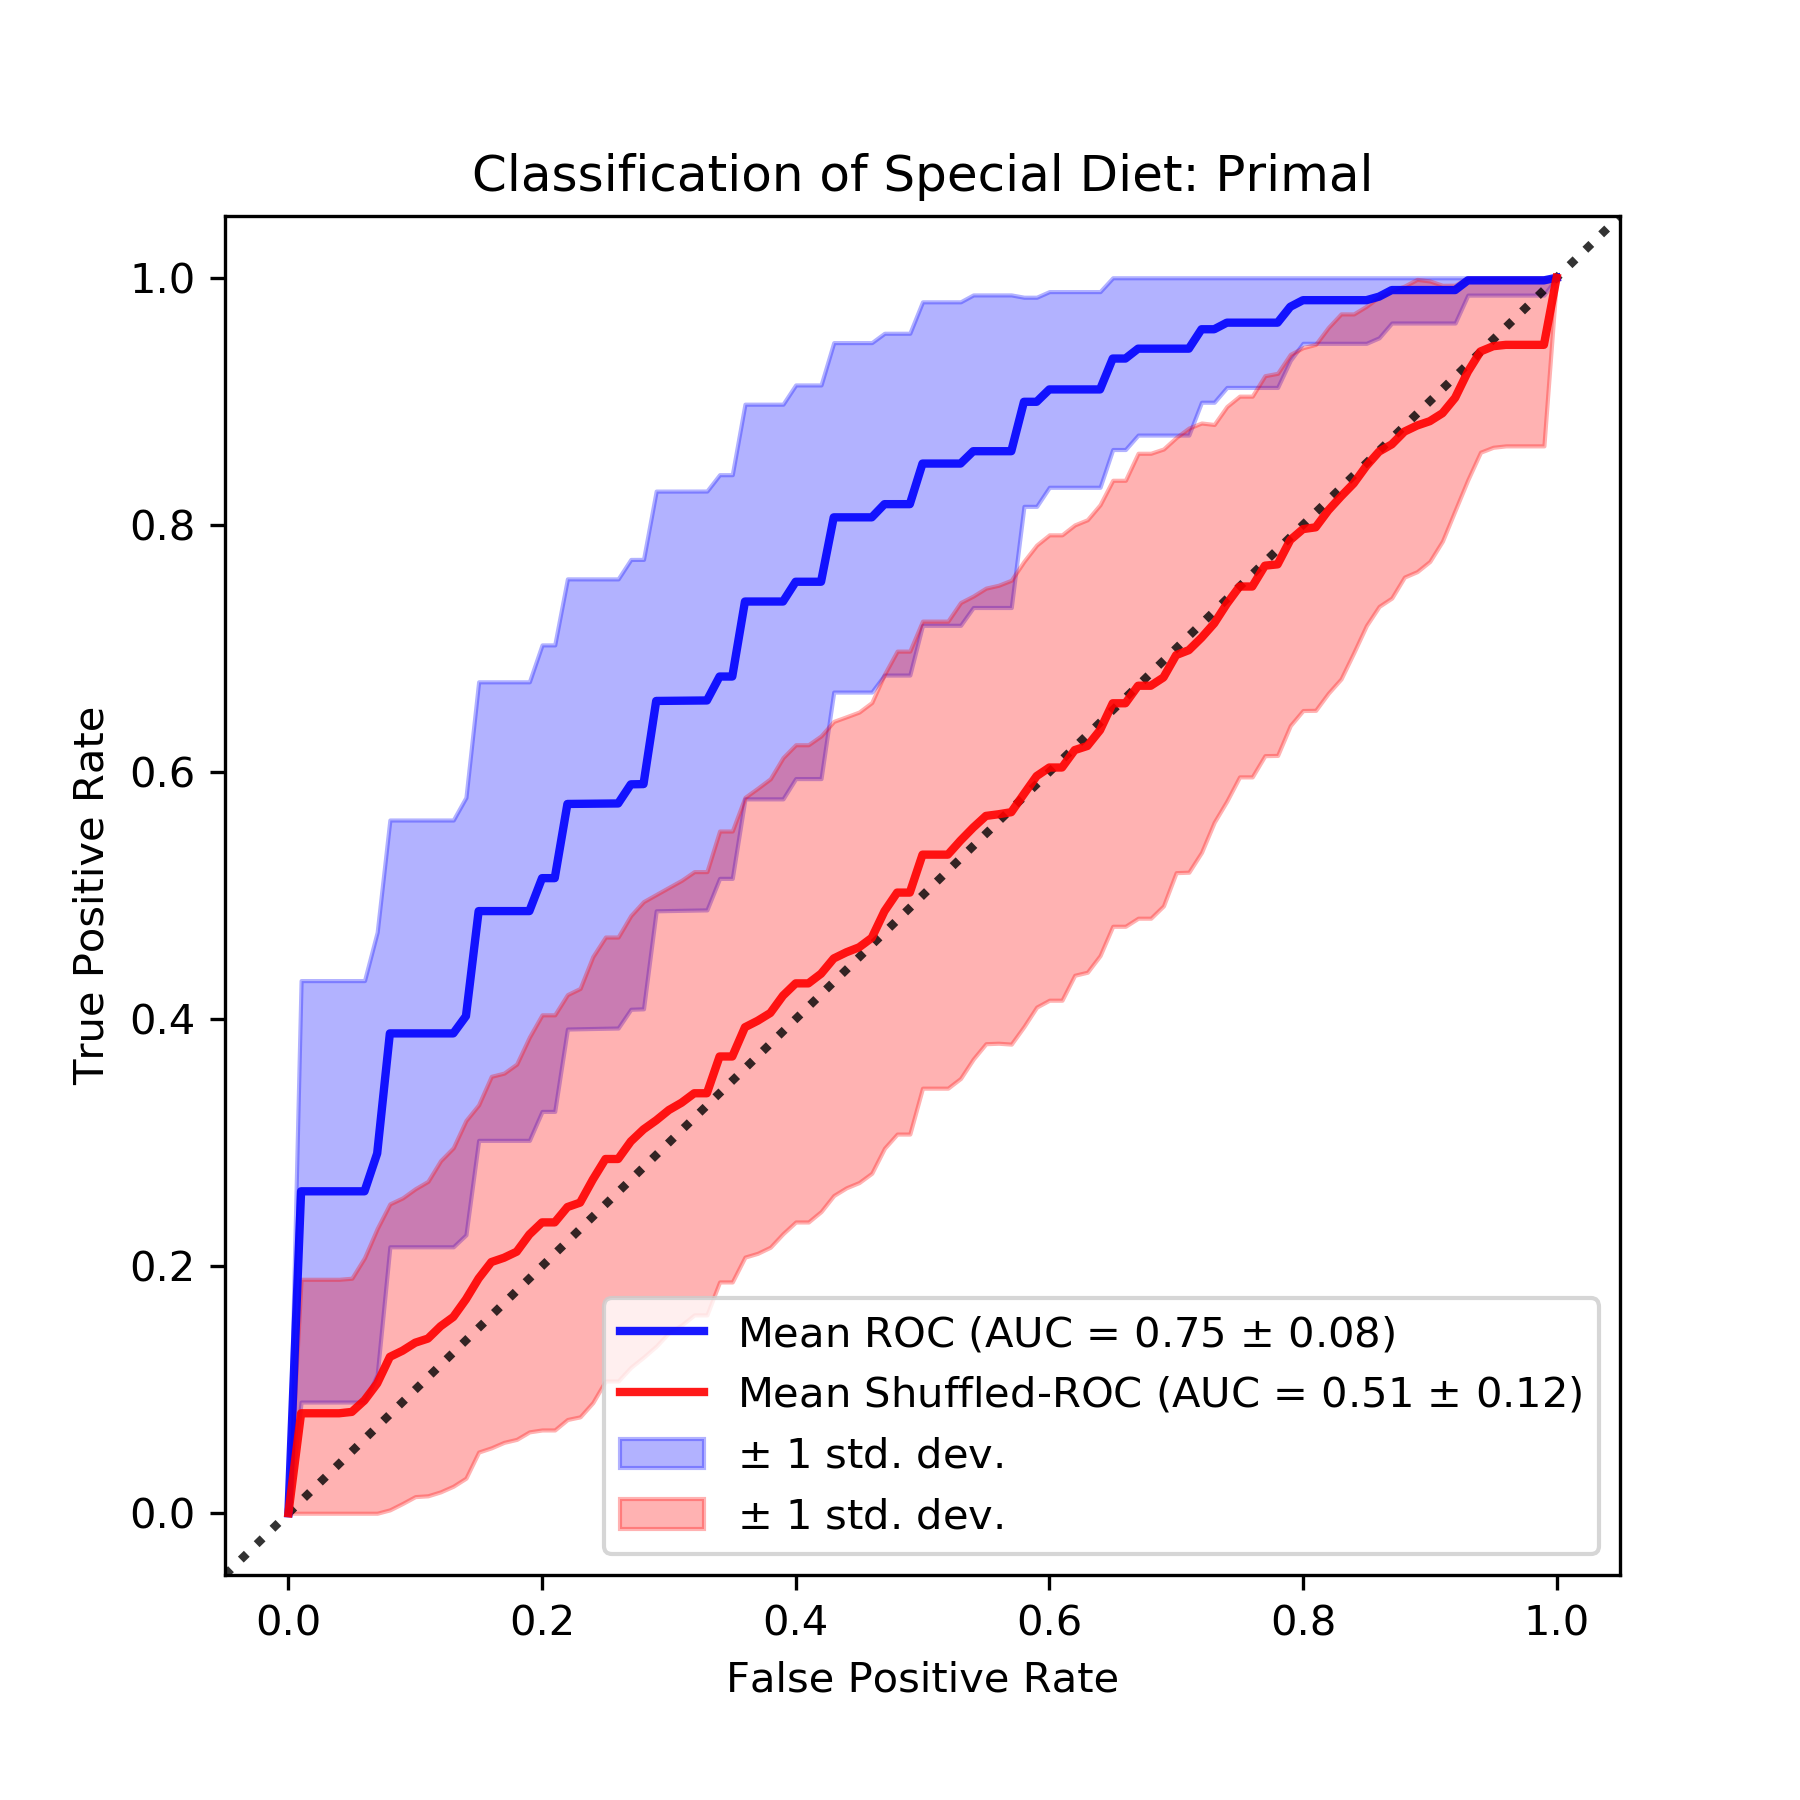 Classification of Special Diet: Primal
1.0
0.8
0.6
0.4
0.2
0.0
True Positive Rate
Mean ROC (AUC = 0.75 ± 0.08)
Mean Shuffled-ROC (AUC = 0.51 ± 0.12)
± 1 std. dev.
± 1 std. dev.
0.0 0.2 0.4 0.6 0.8 1.0
False Positive Rate